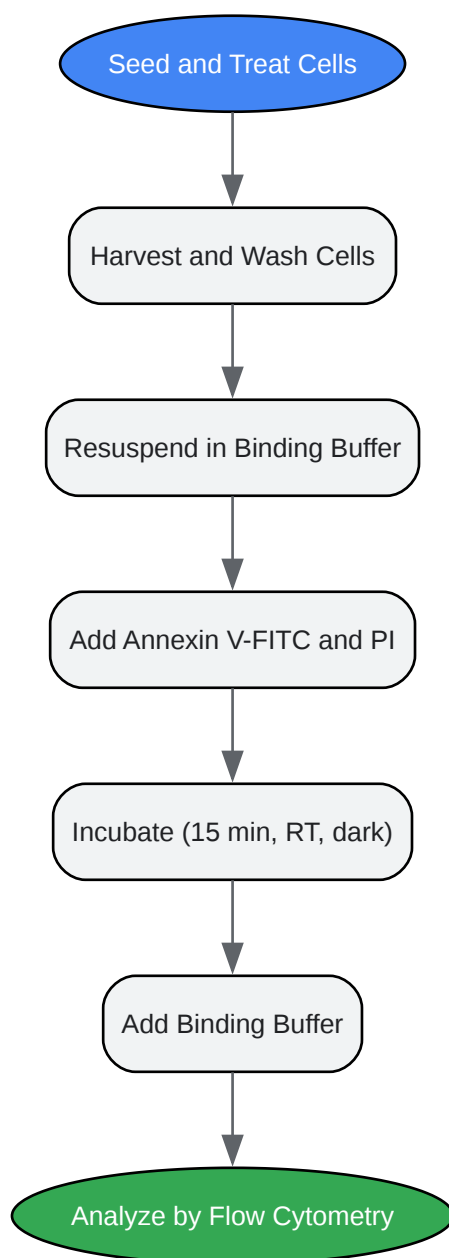 Seed and Treat Cells
Harvest and Wash Cells
Resuspend in Binding Buffer
Add Annexin V-FITC and PI
Incubate (15 min, RT, dark)
Add Binding Buffer
Analyze by Flow Cytometry